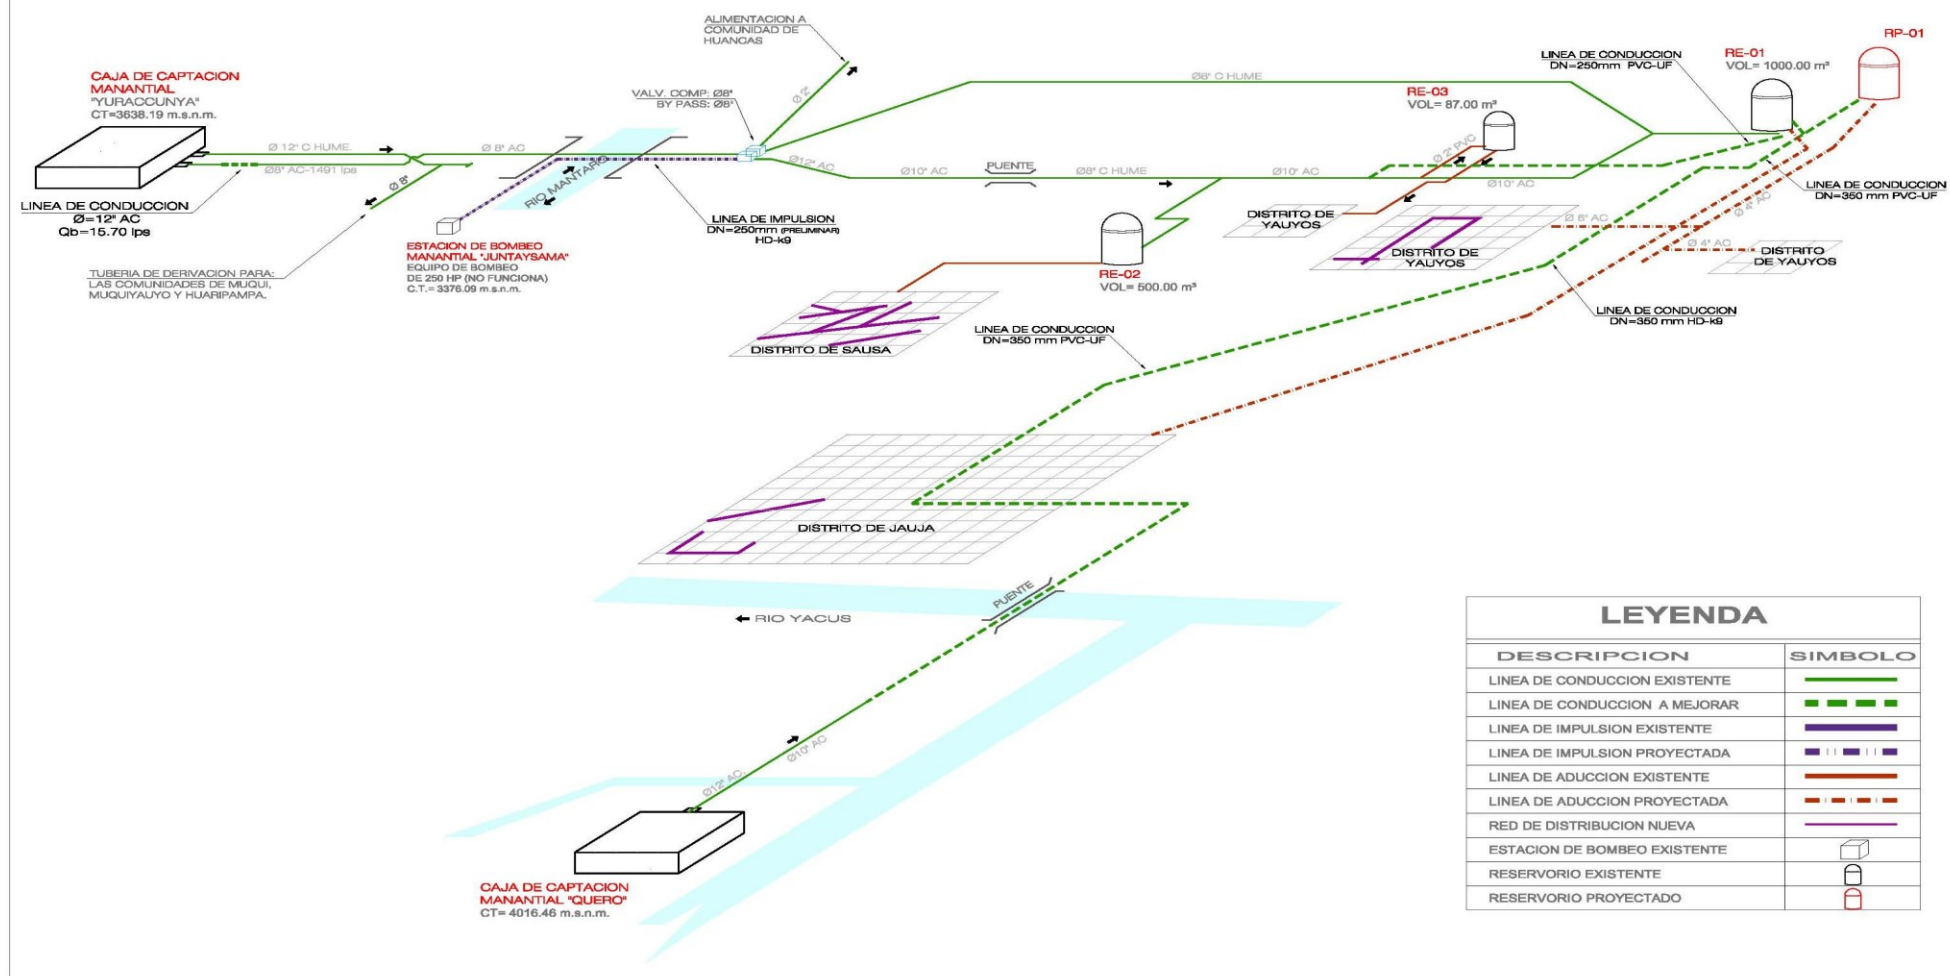 ALIMENTACION A
COMUNIDAD DE
HUANCAS
CAJA DE CAPTACION
MANANTIAL
"YURACCUNYA"
CT=3638.19 m.s.n.m.
VALV. COMP: Ø8"
BY PASS: Ø8"
Ø 2"
Ø8" C HUME
LINEA DE CONDUCCION
DN=250mm PVC-UF
RE-01
VOL= 1000.00 m³
RP-01
RE-03
VOL= 87.00 m³
Ø 12" C HUME.
Ø8" AC-1491 lps
Ø 8" AC
Ø 8"
RIO MANTARO
Ø12" AC
Ø10" AC
PUENTE
Ø8" C HUME
Ø10" AC
Ø 2" PVC
Ø10" AC
LINEA DE CONDUCCION
DN=350mm PVC-UF
LINEA DE CONDUCCION
Ø=12" AC
Qb=15.70 lps
LINEA DE IMPULSION
DN=250mm (PRELIMINAR)
HD-k9
ESTACION DE BOMBEO
MANANTIAL "JUNTAYSAMA"
EQUIPO DE BOMBEO
DE 250 HP (NO FUNCIONA)
C.T.= 3376.09 m.s.n.m.
TUBERIA DE DERIVACION PARA:
LAS COMUNIDADES DE MUQUI,
MUQUIYAUYO Y HUARIPAMPA.
RE-02
VOL= 500.00 m³
DISTRITO DE
YAUYOS
DISTRITO DE
YAUYOS
Ø 6" AC
Ø 4" AC
Ø 4" AC
DISTRITO
DE YAUYOS
LINEA DE CONDUCCION
DN=350 mm HD-k9
LINEA DE CONDUCCION
DN=350 mm PVC-UF
DISTRITO DE SAUSA
DISTRITO DE JAUJA
PUENTE
RIO YACUS
Ø10" AC
Ø12" AC.
CAJA DE CAPTACION
MANANTIAL "QUERO"
CT= 4016.46 m.s.n.m.
LEYENDA
DESCRIPCION SIMBOLO
LINEA DE CONDUCCION EXISTENTE
LINEA DE CONDUCCION A MEJORAR
LINEA DE IMPULSION EXISTENTE
LINEA DE IMPULSION PROYECTADA
LINEA DE ADUCCION EXISTENTE
LINEA DE ADUCCION PROYECTADA
RED DE DISTRIBUCION NUEVA
ESTACION DE BOMBEO EXISTENTE
RESERVORIO EXISTENTE
RESERVORIO PROYECTADO